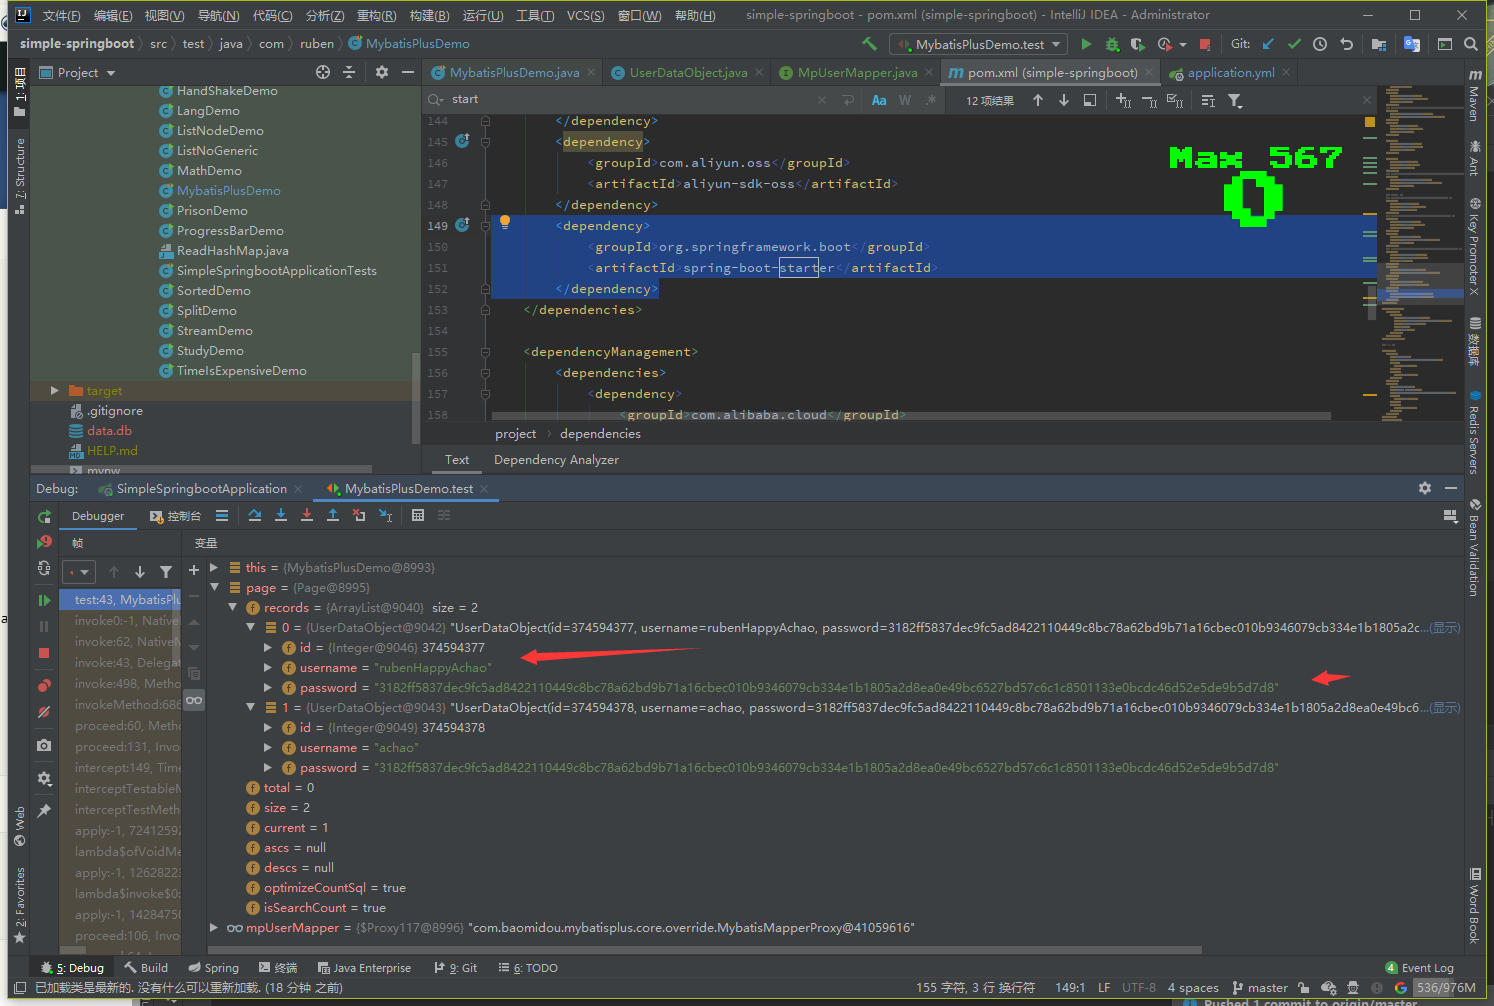 文件(F) 编辑(E) 视图(V) 导航(N) 代码(C) 分析(Z) 重构(R) 构建(B) 运行(U) 工具(T) VCS(S) 窗口(W) 帮助(H) simple-springboot - pom.xml (simple-springboot) - IntelliJ IDEA - Administrator
simple-springboot src test java com ruben MybatisPlusDemo MybatisPlusDemo.test Git:
Project MybatisPlusDemo.java UserDataObject.java MpUserMapper.java pom.xml (simple-springboot) application.yml
start Aa W .* 12 项结果
1: 项目
7: Structure
Web
2: Favorites
HandShakeDemo
LangDemo
ListNodeDemo
ListNoGeneric
MathDemo
MybatisPlusDemo
PrisonDemo
ProgressBarDemo
ReadHashMap.java
SimpleSpringbootApplicationTests
SortedDemo
SplitDemo
StreamDemo
StudyDemo
TimeIsExpensiveDemo
target
.gitignore
data.db
HELP.md
mvnw
144 </dependency>
145 <dependency>
146 <groupId>com.aliyun.oss</groupId>
147 <artifactId>aliyun-sdk-oss</artifactId>
148 </dependency>
149 <dependency>
150 <groupId>org.springframework.boot</groupId>
151 <artifactId>spring-boot-starter</artifactId>
152 </dependency>
153 </dependencies>
154
155 <dependencyManagement>
156 <dependencies>
157 <dependency>
158 <groupId>com.alibaba.cloud</groupId>
Max 567
0
project dependencies
Text Dependency Analyzer
Maven
Ant
Key Promoter X
数据库
Redis Servers
Bean Validation
Word Book
Debug: SimpleSpringbootApplication MybatisPlusDemo.test
Debugger 控制台
帧 变量
test:43, MybatisPlu
invoke0:-1, Native
invoke:62, NativeM
invoke:43, Delegat
invoke:498, Metho
invokeMethod:686
proceed:60, Metho
proceed:131, Invo
intercept:149, Time
interceptTestableM
interceptTestMeth
apply:-1, 72412592
lambda$ofVoidMe
apply:-1, 12628223
lambda$invoke$0:
apply:-1, 14284750
proceed:106, Invo
this = {MybatisPlusDemo@8993}
page = {Page@8995}
records = {ArrayList@9040} size = 2
0 = {UserDataObject@9042} "UserDataObject(id=374594377, username=rubenHappyAchao, password=3182ff5837dec9fc5ad8422110449c8bc78a62bd9b71a16cbec010b9346079cb334e1b1805a2c...(显示)
id = {Integer@9046} 374594377
username = "rubenHappyAchao"
password = "3182ff5837dec9fc5ad8422110449c8bc78a62bd9b71a16cbec010b9346079cb334e1b1805a2d8ea0e49bc6527bd57c6c1c8501133e0bcdc46d52e5de9b5d7d8"
1 = {UserDataObject@9043} "UserDataObject(id=374594378, username=achao, password=3182ff5837dec9fc5ad8422110449c8bc78a62bd9b71a16cbec010b9346079cb334e1b1805a2d8ea0e49bc6...(显示)
id = {Integer@9049} 374594378
username = "achao"
password = "3182ff5837dec9fc5ad8422110449c8bc78a62bd9b71a16cbec010b9346079cb334e1b1805a2d8ea0e49bc6527bd57c6c1c8501133e0bcdc46d52e5de9b5d7d8"
total = 0
size = 2
current = 1
ascs = null
descs = null
optimizeCountSql = true
isSearchCount = true
mpUserMapper = {$Proxy117@8996} "com.baomidou.mybatisplus.core.override.MybatisMapperProxy@41059616"
5: Debug Build Spring 终端 Java Enterprise 9: Git 6: TODO 4 Event Log
已加载类是最新的. 没有什么可以重新加载. (18 分钟 之前) 155 字符, 3 行 换行符 149:1 LF UTF-8 4 spaces master 536/976M
Pushed 1 commit to origin/master